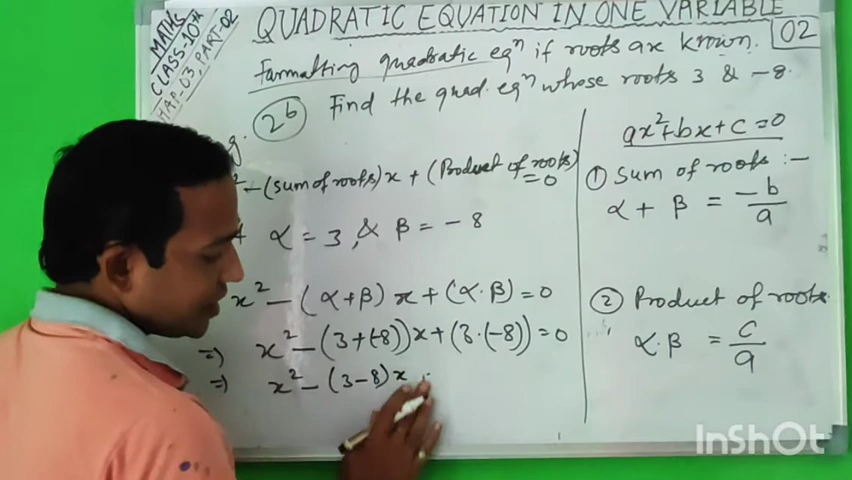 MATHS
CLASS-10th
HAP-03, PART-02
QUADRATIC EQUATION IN ONE VARIABLE
02
Farmatting quadratic eqn if roots are known.
2b Find the quad. eqn whose roots 3 & -8.
- (Sum of roots) x + (Product of roots)
= 0
α = 3, & β = -8
x² - (α+β) x + (α·β) = 0
=) x² - (3+(-8))x + (3·(-8)) = 0
=) x² - (3-8)x
ax²+bx+c=0
① Sum of roots :-
α + β = -b/a
② Product of roots
α·β = c/a
InShOt